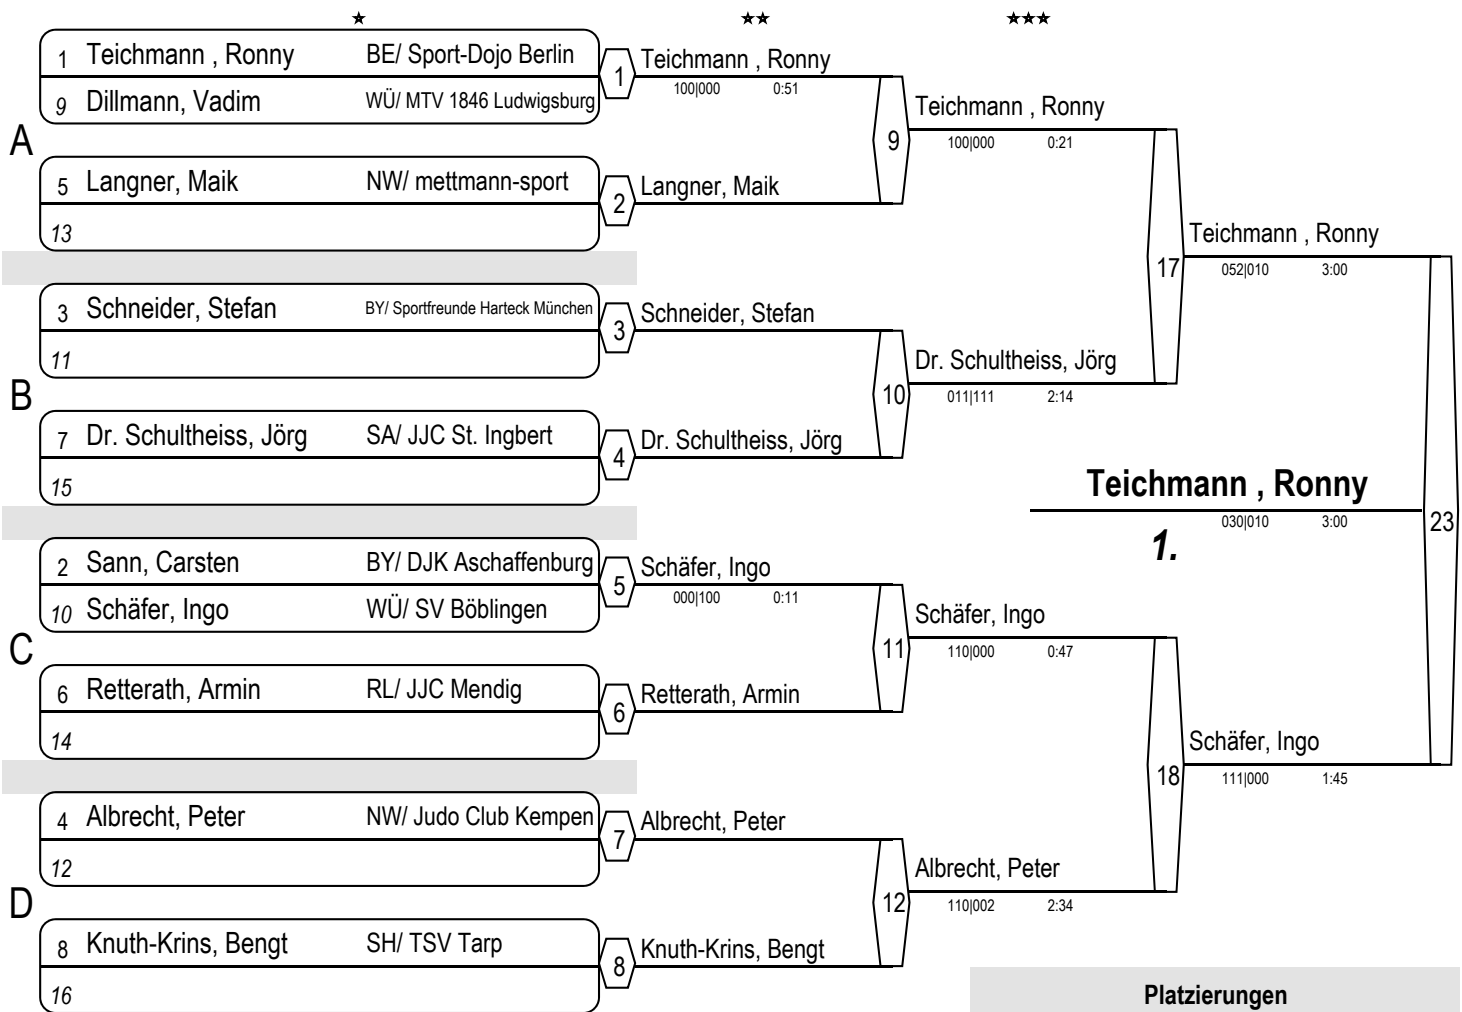 ★ ★★ ★★★
1 Teichmann , Ronny BE/ Sport-Dojo Berlin
9 Dillmann, Vadim WÜ/ MTV 1846 Ludwigsburg
1
Teichmann , Ronny
100|000 0:51
A
5 Langner, Maik NW/ mettmann-sport
13
2
Langner, Maik
9
Teichmann , Ronny
100|000 0:21
3 Schneider, Stefan BY/ Sportfreunde Harteck München
11
3
Schneider, Stefan
B
7 Dr. Schultheiss, Jörg SA/ JJC St. Ingbert
15
4
Dr. Schultheiss, Jörg
10
Dr. Schultheiss, Jörg
011|111 2:14
17
Teichmann , Ronny
052|010 3:00
2 Sann, Carsten BY/ DJK Aschaffenburg
10 Schäfer, Ingo WÜ/ SV Böblingen
5
Schäfer, Ingo
000|100 0:11
C
6 Retterath, Armin RL/ JJC Mendig
14
6
Retterath, Armin
11
Schäfer, Ingo
110|000 0:47
4 Albrecht, Peter NW/ Judo Club Kempen
12
7
Albrecht, Peter
D
8 Knuth-Krins, Bengt SH/ TSV Tarp
16
8
Knuth-Krins, Bengt
12
Albrecht, Peter
110|002 2:34
18
Schäfer, Ingo
111|000 1:45
23
Teichmann , Ronny
030|010 3:00
1.
Platzierungen